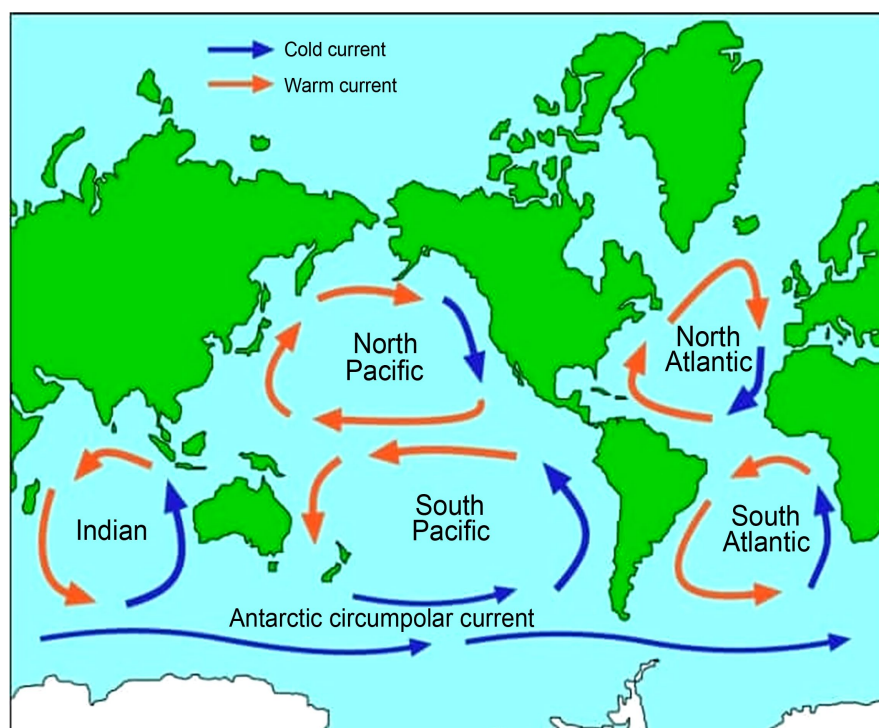 Cold current
Warm current
North
Pacific
North
Atlantic
Indian
South
Pacific
South
Atlantic
Antarctic circumpolar current